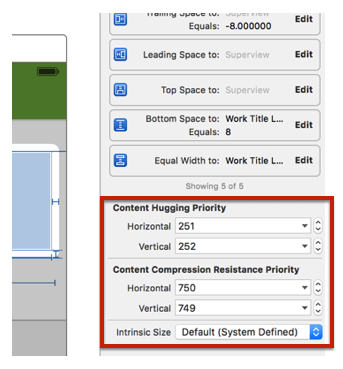 Trailing Space to: Superview
Equals: -8.000000
Edit
Leading Space to: Superview Edit
Top Space to: Superview Edit
Bottom Space to: Work Title L...
Equals: 8
Edit
Equal Width to: Work Title L... Edit
Showing 5 of 5
Content Hugging Priority
Horizontal 251
Vertical 252
Content Compression Resistance Priority
Horizontal 750
Vertical 749
Intrinsic Size Default (System Defined)